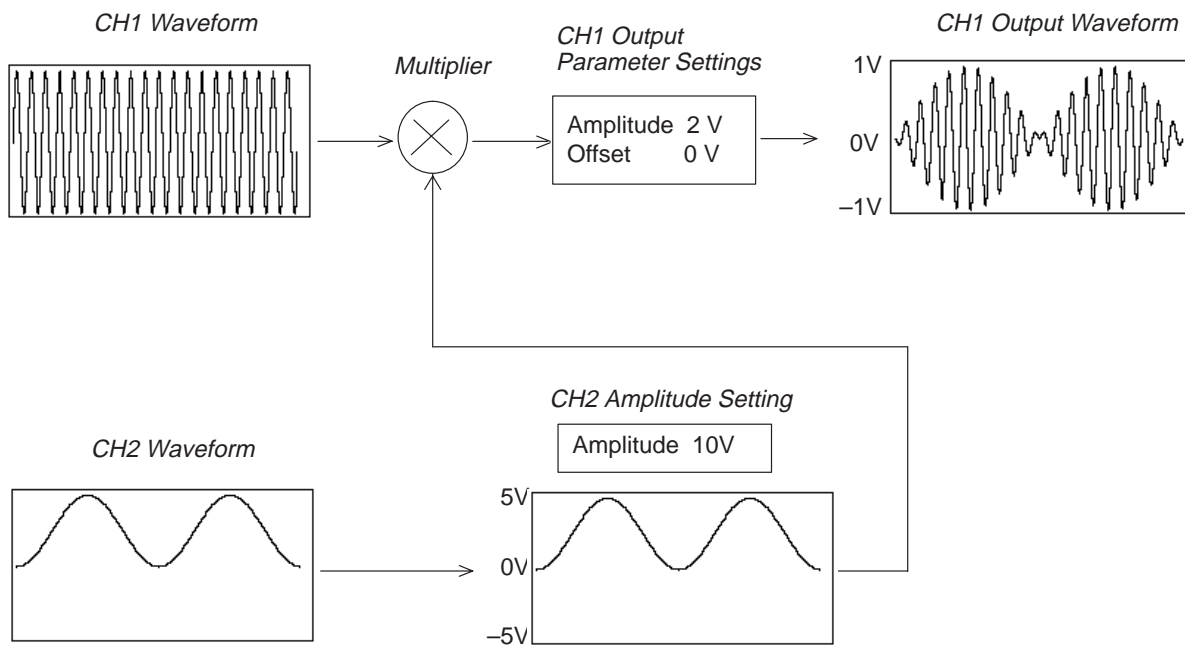 CH1 Waveform
Multiplier
CH1 Output
Parameter Settings
Amplitude 2 V
Offset 0 V
CH1 Output Waveform
1V
0V
–1V
CH2 Amplitude Setting
Amplitude 10V
CH2 Waveform
5V
0V
–5V